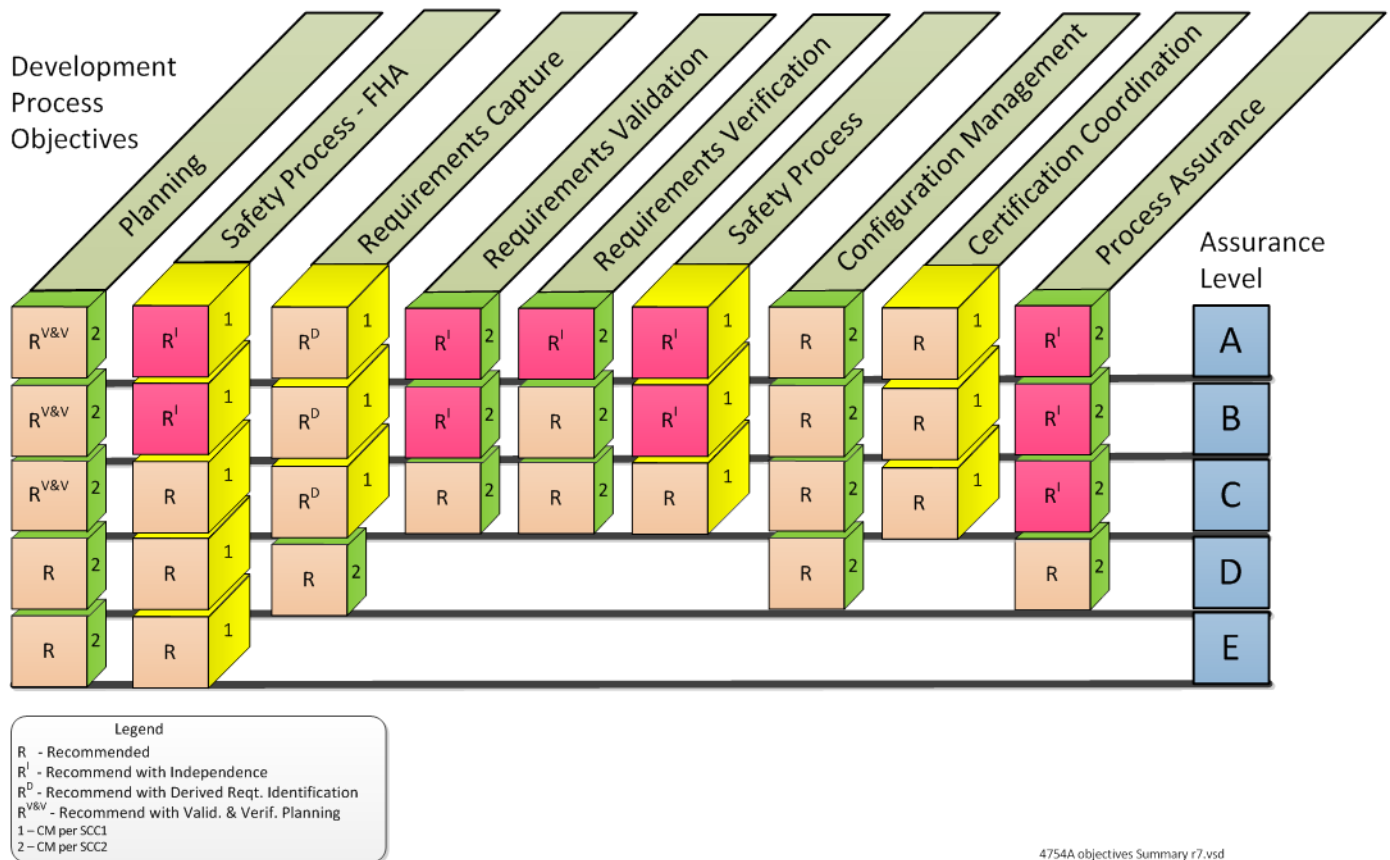 Development
Process
Objectives
Planning
Safety Process - FHA
Requirements Capture
Requirements Validation
Requirements Verification
Safety Process
Configuration Management
Certification Coordination
Process Assurance
Assurance
Level
R^V&V 2 R^I 1 R^D 1 R^I 2 R^I 2 R^I 1 R 2 R 1 R^I 2 A
R^V&V 2 R^I 1 R^D 1 R^I 2 R 2 R^I 1 R 2 R 1 R^I 2 B
R^V&V 2 R 1 R^D 1 R 2 R 2 R 1 R 2 R 1 R^I 2 C
R 2 R 1 R 2 R 2 R 2 D
R 2 R 1 E
Legend
R - Recommended
R^I - Recommend with Independence
R^D - Recommend with Derived Reqt. Identification
R^V&V - Recommend with Valid. & Verif. Planning
1 – CM per SCC1
2 – CM per SCC2
4754A objectives Summary r7.vsd